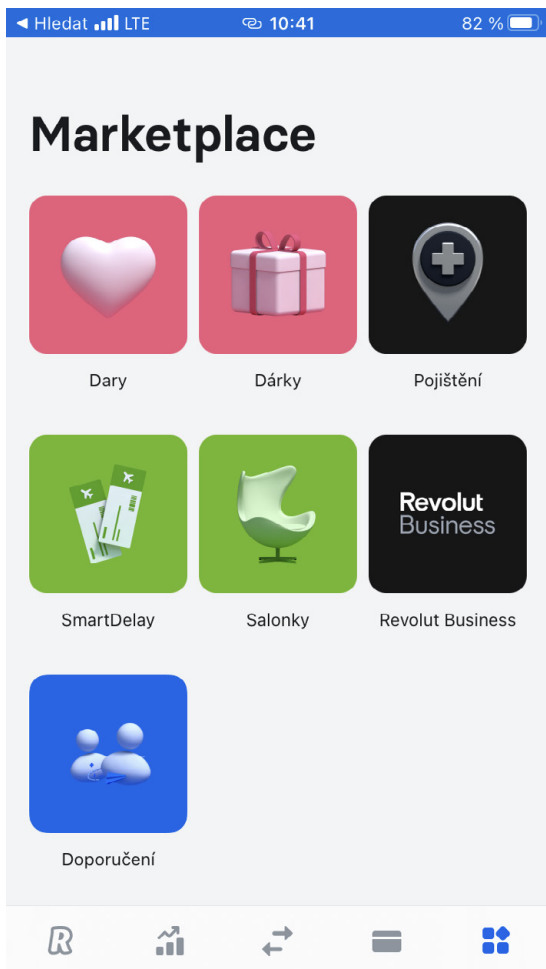 ◄ Hledat LTE 10:41 82 %
Marketplace
Dary Dárky Pojištění
Revolut
Business
SmartDelay Salonky Revolut Business
Doporučení
R